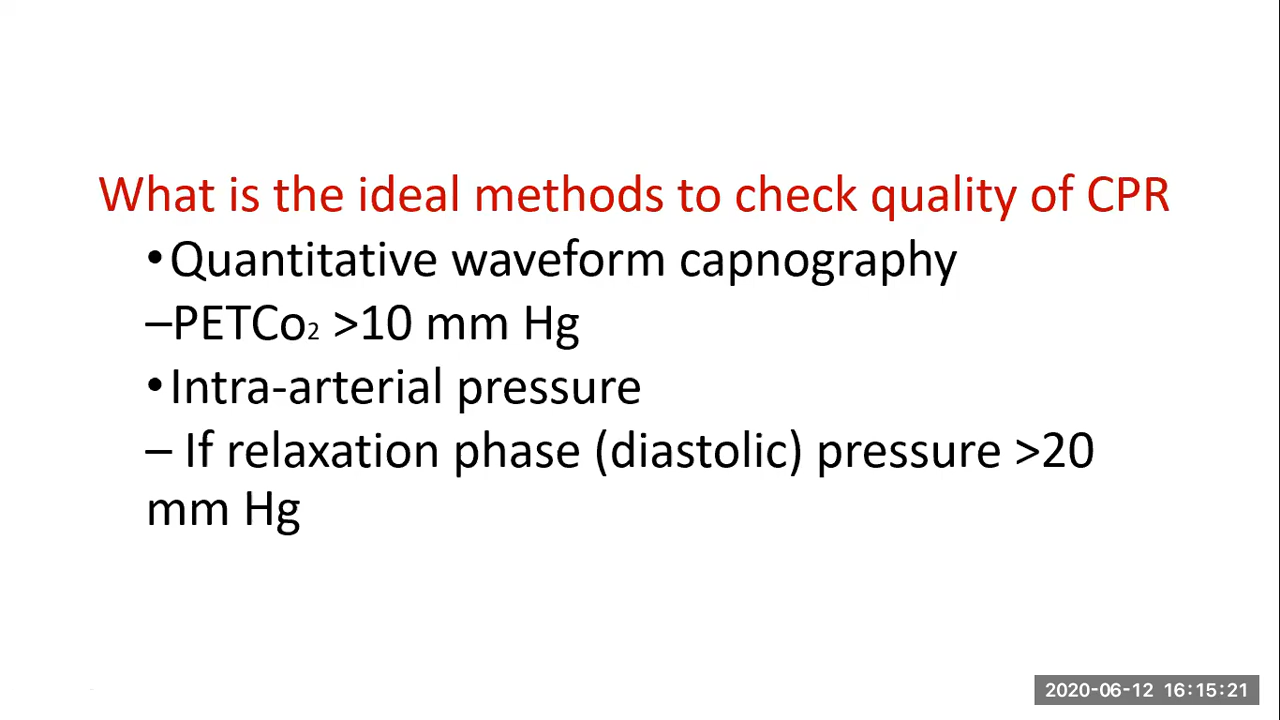 What is the ideal methods to check quality of CPR
•Quantitative waveform capnography
–PETCo₂ >10 mm Hg
•Intra-arterial pressure
– If relaxation phase (diastolic) pressure >20
mm Hg
2020-06-12 16:15:21